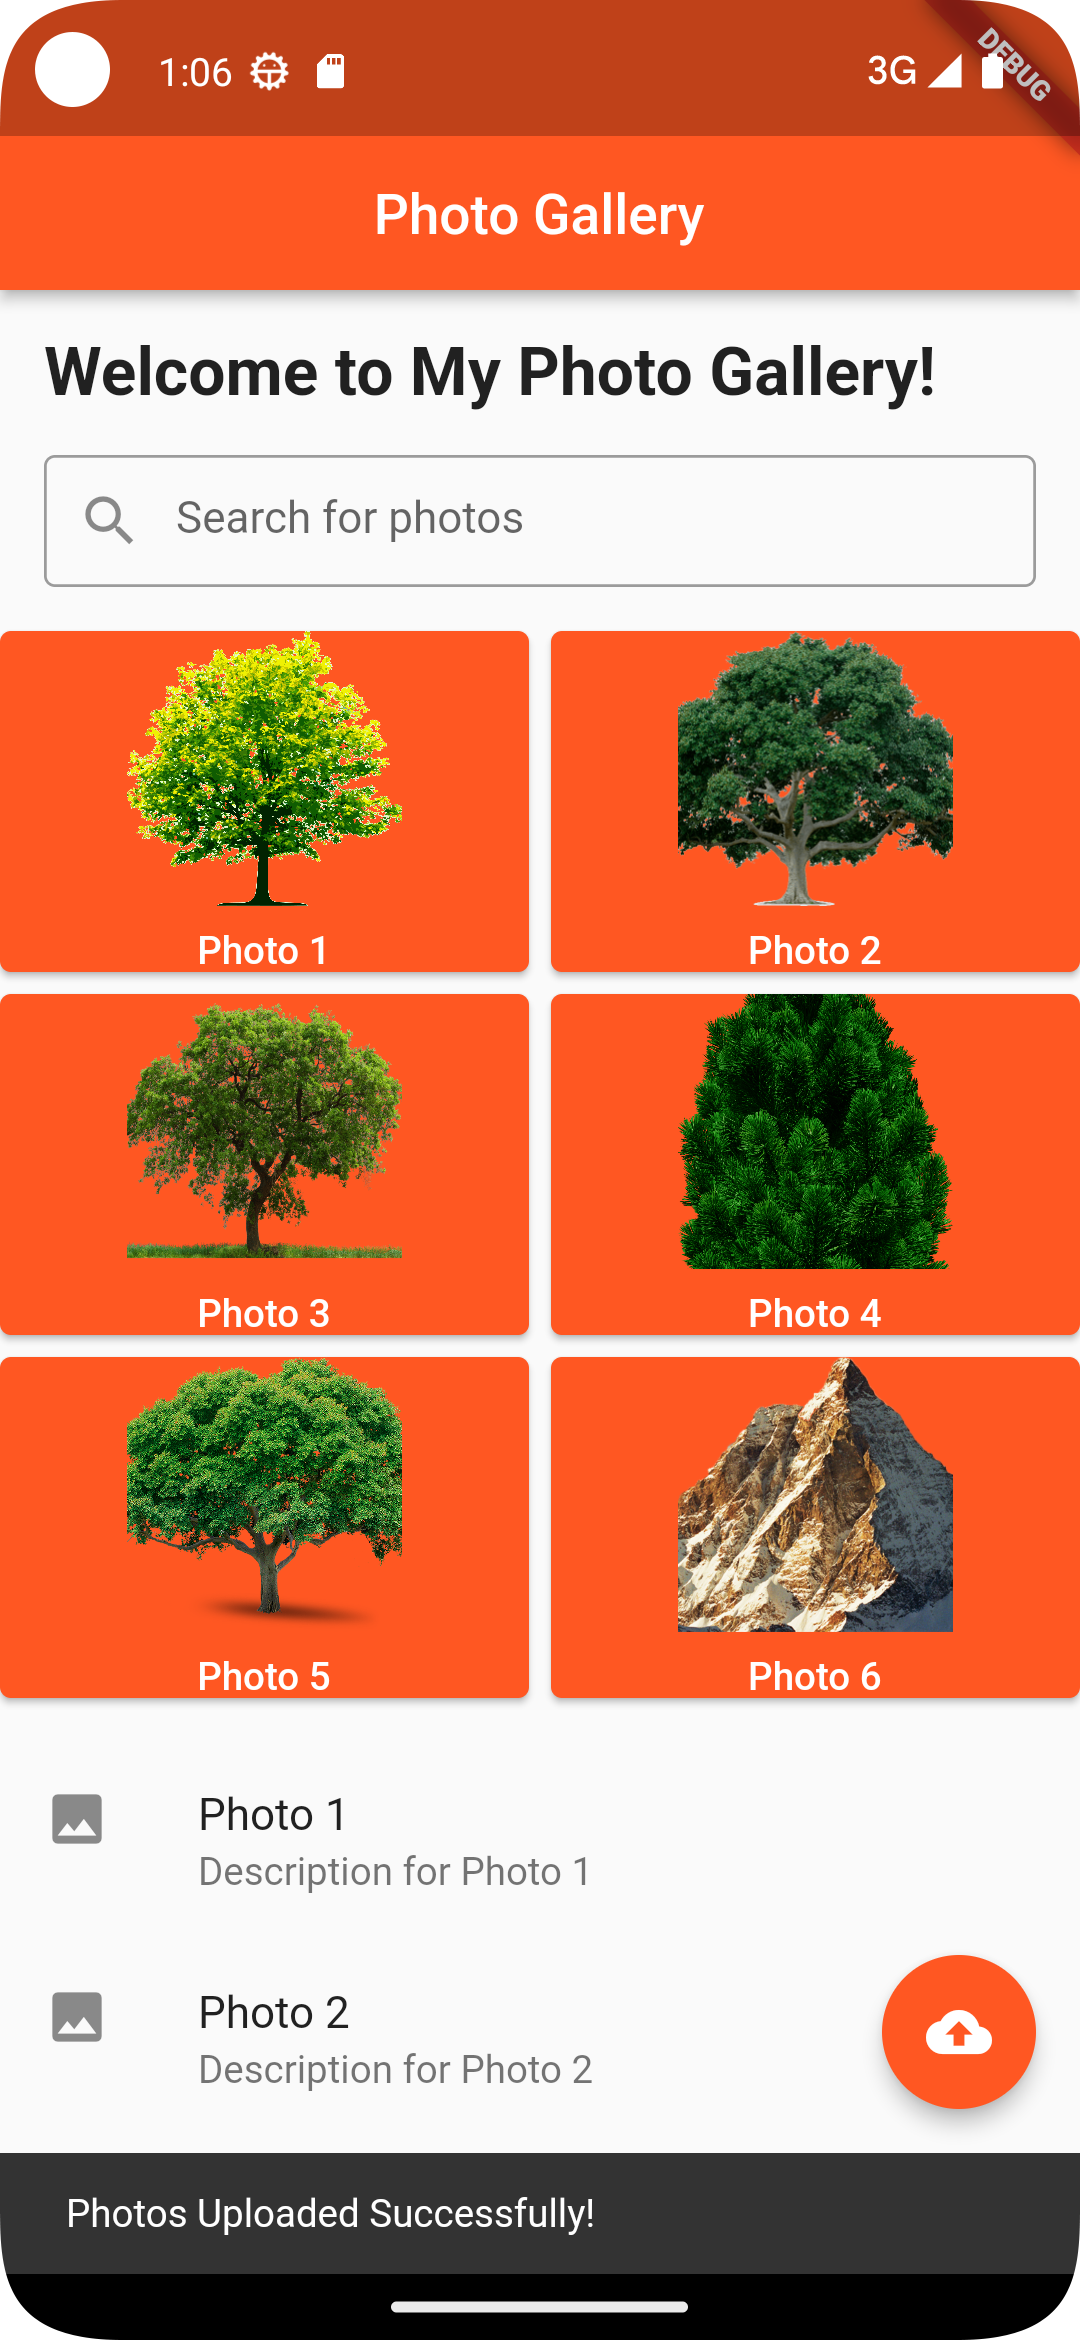 1:06
3G
DEBUG
Photo Gallery
Welcome to My Photo Gallery!
Search for photos
Photo 1
Photo 2
Photo 3
Photo 4
Photo 5
Photo 6
Photo 1
Description for Photo 1
Photo 2
Description for Photo 2
Photos Uploaded Successfully!